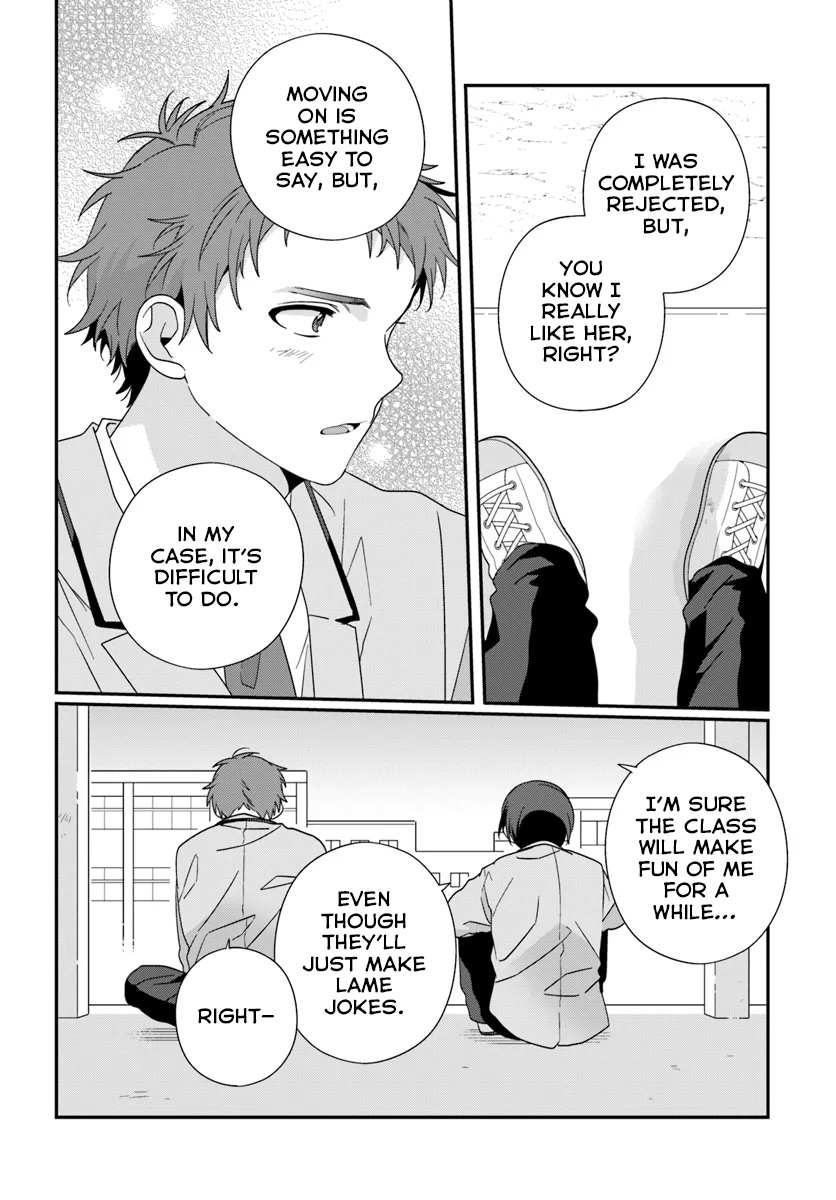 I WAS
COMPLETELY
REJECTED,
BUT,
YOU
KNOW I
REALLY
LIKE HER,
RIGHT?
MOVING
ON IS
SOMETHING
EASY TO
SAY, BUT,
IN MY
CASE, IT'S
DIFFICULT
TO DO.
I'M SURE
THE CLASS
WILL MAKE
FUN OF ME
FOR A
WHILE...
EVEN
THOUGH
THEY'LL
JUST MAKE
LAME
JOKES.
RIGHT–